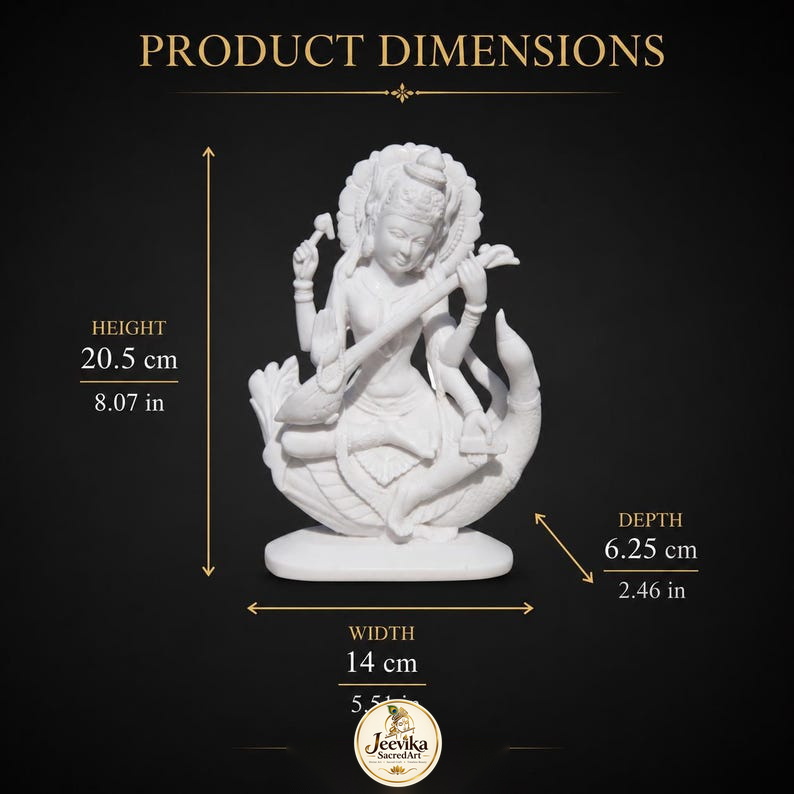 PRODUCT DIMENSIONS
HEIGHT
20.5 cm
8.07 in
DEPTH
6.25 cm
2.46 in
WIDTH
14 cm
Jeevika
SacredArt